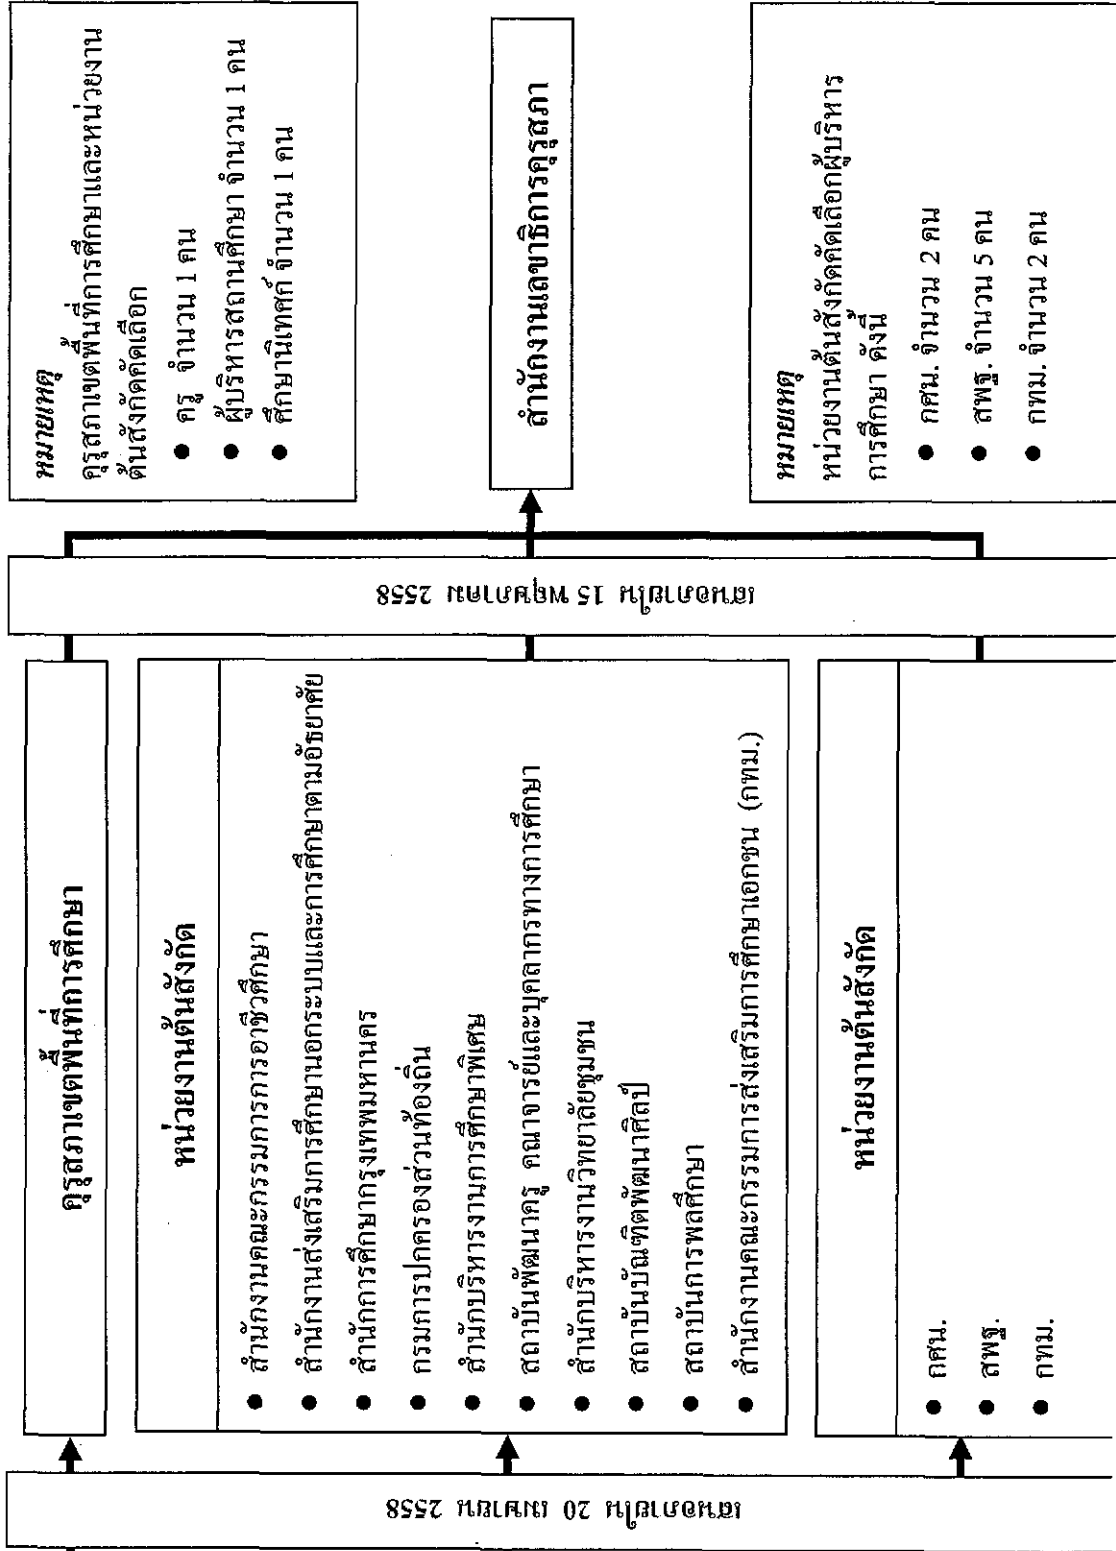 เสนอภายใน 20 เมษายน 2558
คุรุสภาเขตพื้นที่การศึกษา
หน่วยงานต้นสังกัด
● สำนักงานคณะกรรมการการอาชีวศึกษา
● สำนักงานส่งเสริมการศึกษานอกระบบและการศึกษาตามอัธยาศัย
● สำนักการศึกษากรุงเทพมหานคร
● กรมการปกครองส่วนท้องถิ่น
● สำนักบริหารงานการศึกษาพิเศษ
● สถาบันพัฒนาครู คณาจารย์และบุคลากรทางการศึกษา
● สำนักบริหารงานวิทยาลัยชุมชน
● สถาบันบัณฑิตพัฒนาศิลป์
● สถาบันการพลศึกษา
● สำนักงานคณะกรรมการส่งเสริมการศึกษาเอกชน (กทม.)
หน่วยงานต้นสังกัด
● กศน.
● สพฐ.
● กทม.
เสนอภายใน 15 พฤษภาคม 2558
หมายเหตุ
คุรุสภาเขตพื้นที่การศึกษาและหน่วยงาน
ต้นสังกัดคัดเลือก
● ครู จำนวน 1 คน
● ผู้บริหารสถานศึกษา จำนวน 1 คน
● ศึกษานิเทศก์ จำนวน 1 คน
สำนักงานเลขาธิการคุรุสภา
หมายเหตุ
หน่วยงานต้นสังกัดคัดเลือกผู้บริหาร
การศึกษา ดังนี้
● กศน. จำนวน 2 คน
● สพฐ. จำนวน 5 คน
● กทม. จำนวน 2 คน